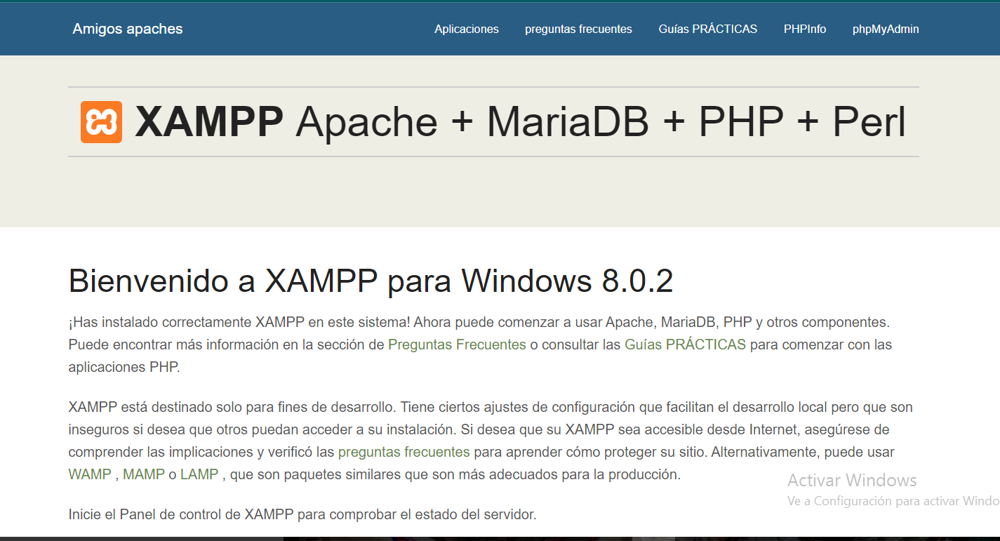 Amigos apaches
Aplicaciones
preguntas frecuentes
Guías PRÁCTICAS
PHPInfo
phpMyAdmin
XAMPP Apache + MariaDB + PHP + Perl
Bienvenido a XAMPP para Windows 8.0.2
¡Has instalado correctamente XAMPP en este sistema! Ahora puede comenzar a usar Apache, MariaDB, PHP y otros componentes.
Puede encontrar más información en la sección de Preguntas Frecuentes o consultar las Guías PRÁCTICAS para comenzar con las
aplicaciones PHP.
XAMPP está destinado solo para fines de desarrollo. Tiene ciertos ajustes de configuración que facilitan el desarrollo local pero que son
inseguros si desea que otros puedan acceder a su instalación. Si desea que su XAMPP sea accesible desde Internet, asegúrese de
comprender las implicaciones y verificó las preguntas frecuentes para aprender cómo proteger su sitio. Alternativamente, puede usar
WAMP , MAMP o LAMP , que son paquetes similares que son más adecuados para la producción.
Activar Windows
Ve a Configuración para activar Windo
Inicie el Panel de control de XAMPP para comprobar el estado del servidor.